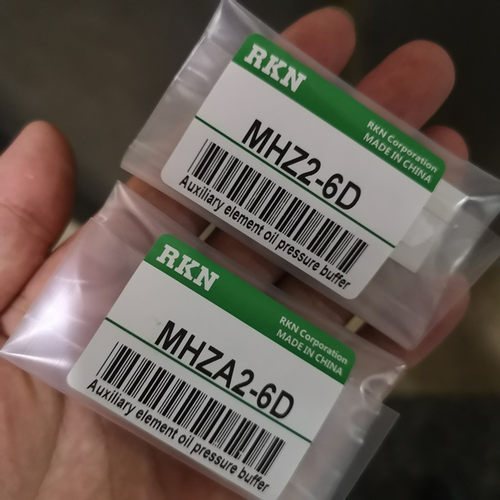 RKN
RKN Corporation
MADE IN CHINA
MHZ2-6D
Auxiliary element oil pressure buffer
RKN
RKN Corporation
MADE IN CHINA
MHZA2-6D
Auxiliary element oil pressure buffer